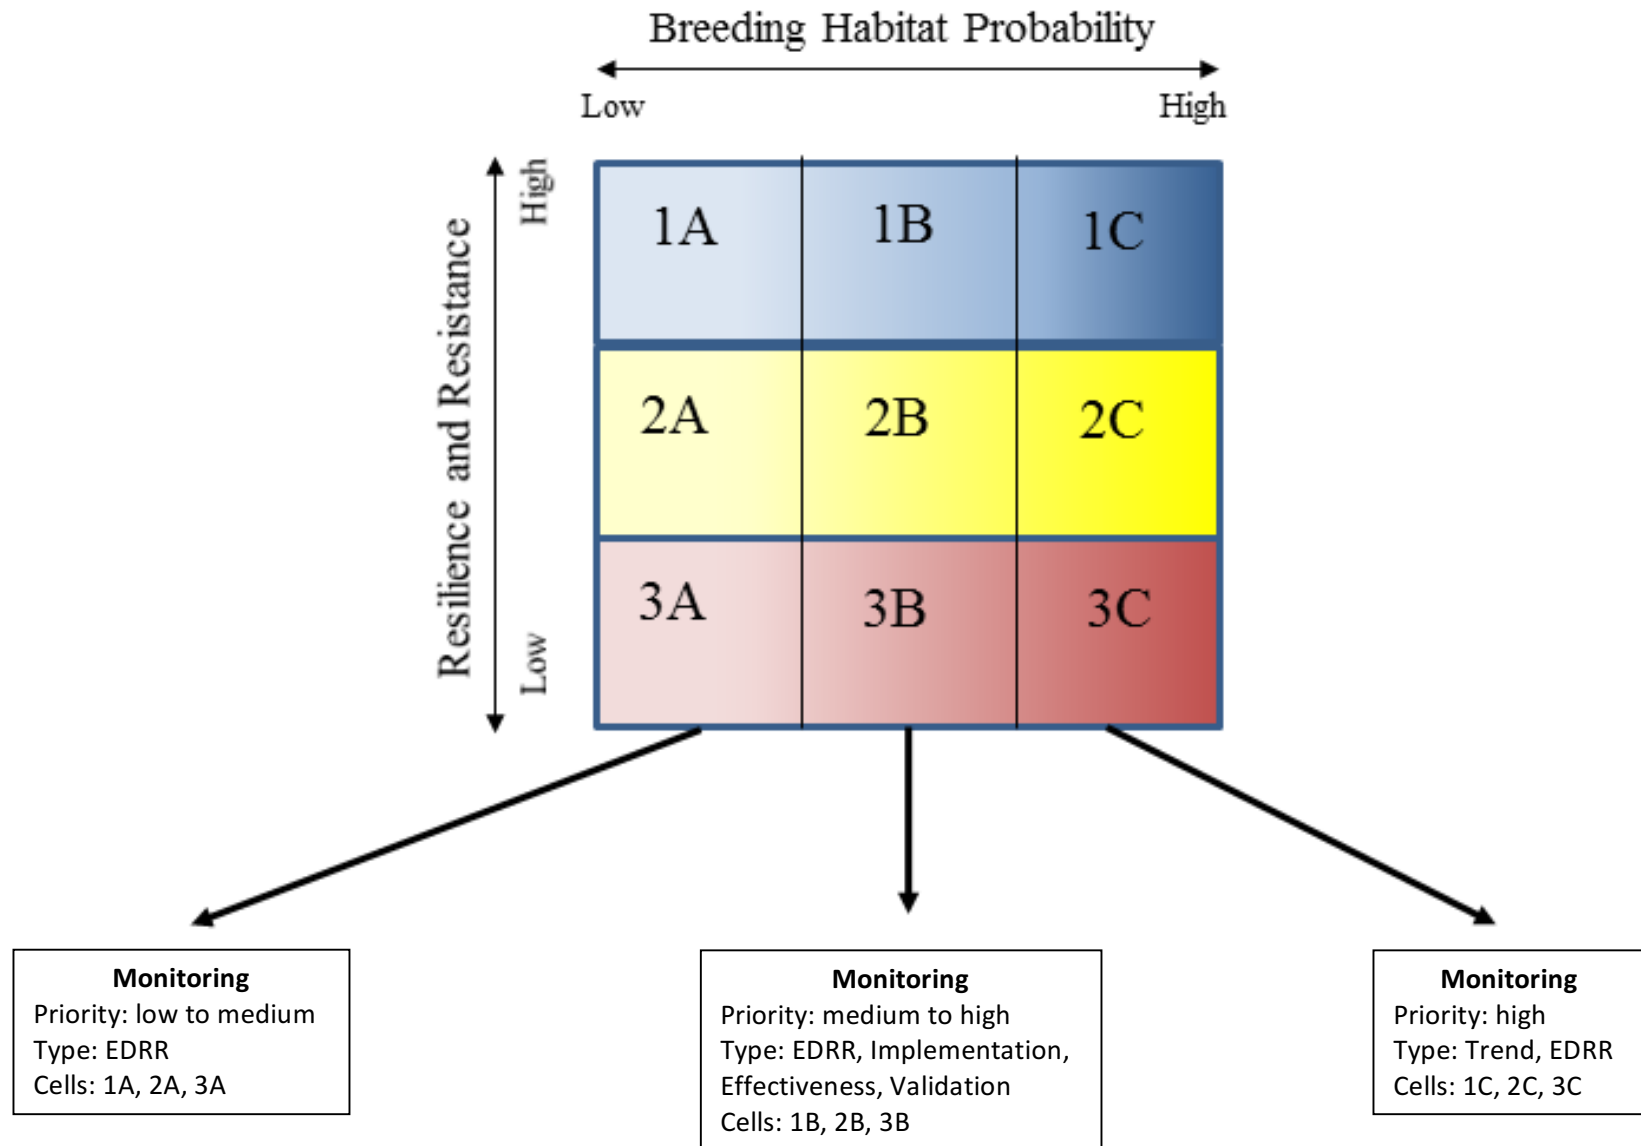 Breeding Habitat Probability
Low
High
Resilience and Resistance
High
Low
1A
1B
1C
2A
2B
2C
3A
3B
3C
Monitoring
Priority: low to medium
Type: EDRR
Cells: 1A, 2A, 3A
Monitoring
Priority: medium to high
Type: EDRR, Implementation,
Effectiveness, Validation
Cells: 1B, 2B, 3B
Monitoring
Priority: high
Type: Trend, EDRR
Cells: 1C, 2C, 3C